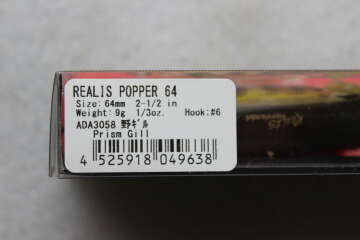 REALIS POPPER 64
Size: 64mm 2-1/2 in
Weight: 9g 1/3oz. Hook:#6
ADA3058 野ギル
Prism Gill
4 525918 049638
REALIS